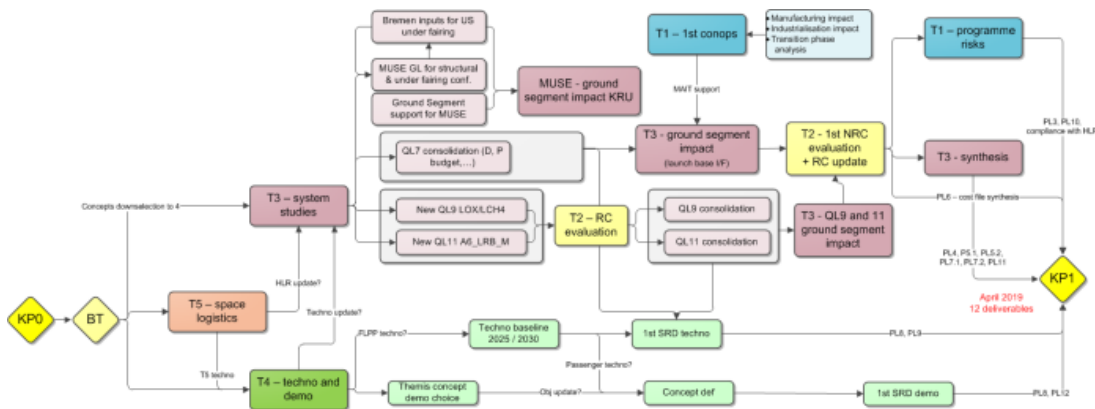 Bremen inputs for US
under fairing
MUSE GL for structural
& under fairing conf.
Ground Segment
support for MUSE
MUSE - ground
segment impact KRU
T1 – 1st conops
Manufacturing impact
Industrialisation impact
Transition phase
analysis
T1 – programme
risks
MAIT support
PL3, PL10,
compliance with HLR
QL7 consolidation (D, P
budget,…)
T3 - ground segment
impact
(launch base I/F)
T2 - 1st NRC
evaluation
+ RC update
T3 - synthesis
Concepts downselection to 4
T3 – system
studies
New QL9 LOX/LCH4
New QL11 A6_LRB_M
T2 – RC
evaluation
QL9 consolidation
QL11 consolidation
T3 - QL9 and 11
ground segment
impact
PL6 – cost file synthesis
PL4, P5.1, PL5.2,
PL7.1, PL7.2, PL11
HLR update?
Techno update?
KP0
BT
T5 – space
logistics
KP1
April 2019
12 deliverables
FLPP techno?
Techno baseline
2025 / 2030
1st SRD techno
PL8, PL9
Passenger techno?
T5 techno
T4 – techno and
demo
Themis concept
demo choice
Obj update?
Concept def
1st SRD demo
PL8, PL12